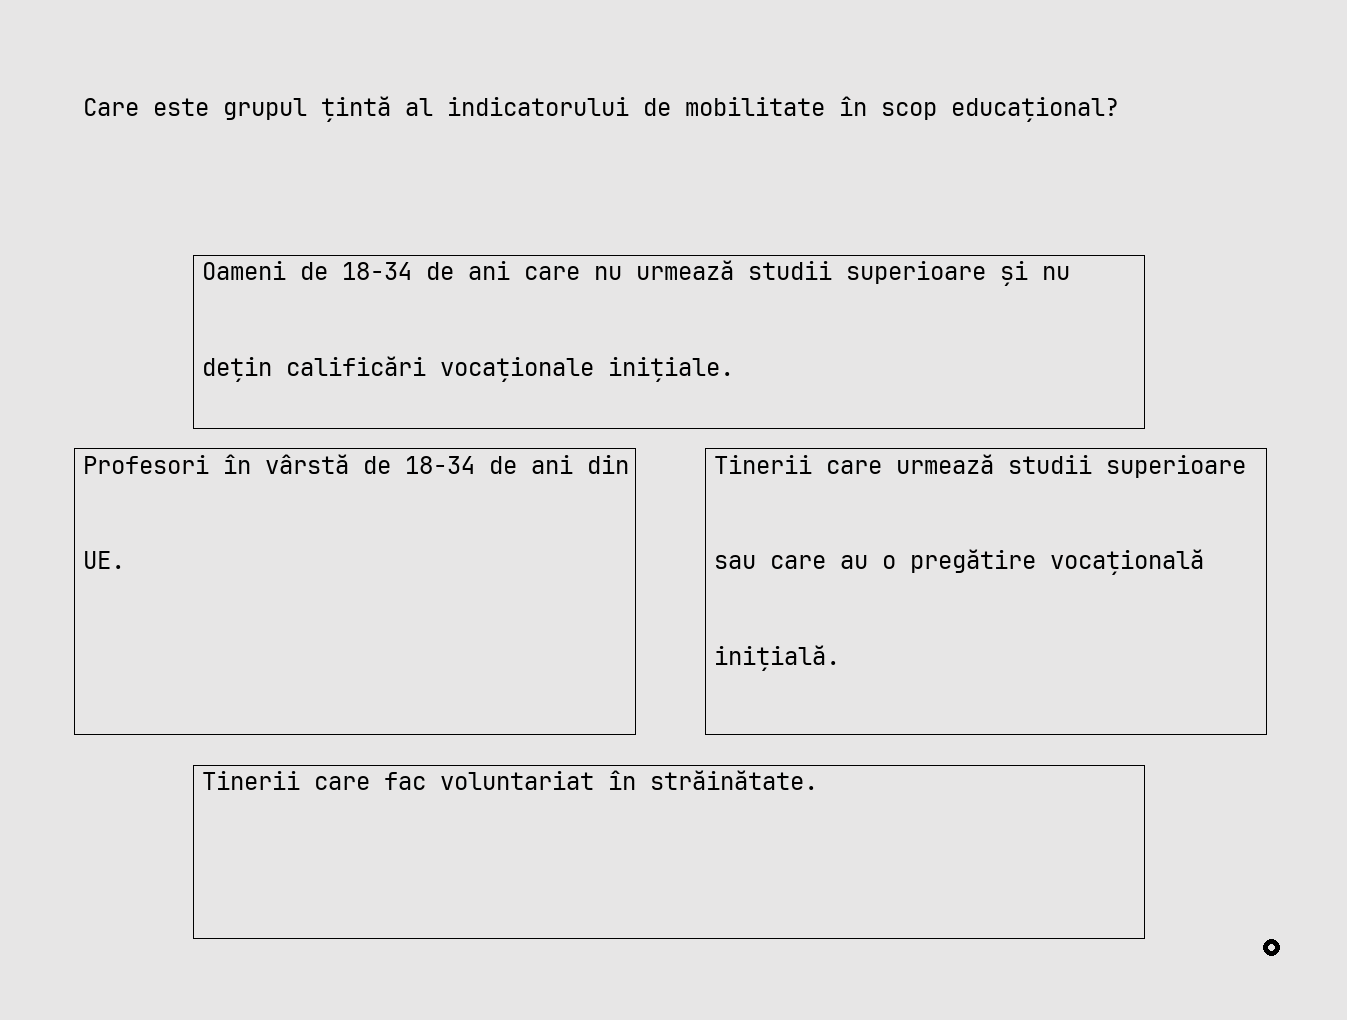 Care este grupul țintă al indicatorului de mobilitate în scop educațional?
Oameni de 18-34 de ani care nu urmează studii superioare și nu
dețin calificări vocaționale inițiale.
Profesori în vârstă de 18-34 de ani din
UE.
Tinerii care urmează studii superioare
sau care au o pregătire vocațională
inițială.
Tinerii care fac voluntariat în străinătate.